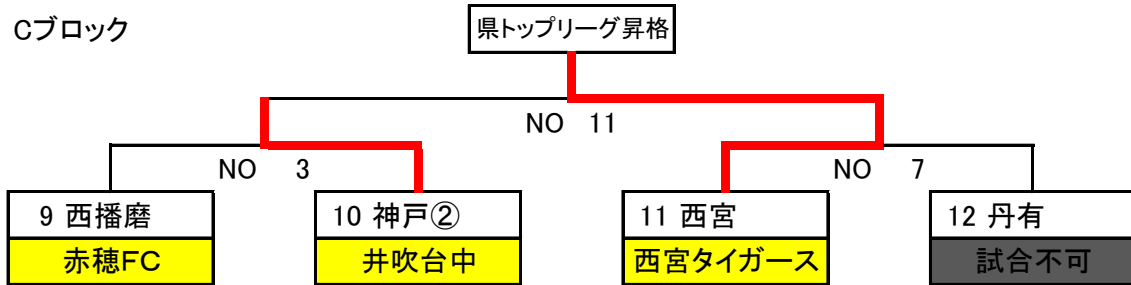 Cブロック
県トップリーグ昇格
NO 11
NO 3
NO 7
9 西播磨
10 神戸②
11 西宮
12 丹有
赤穂FC
井吹台中
西宮タイガース
試合不可